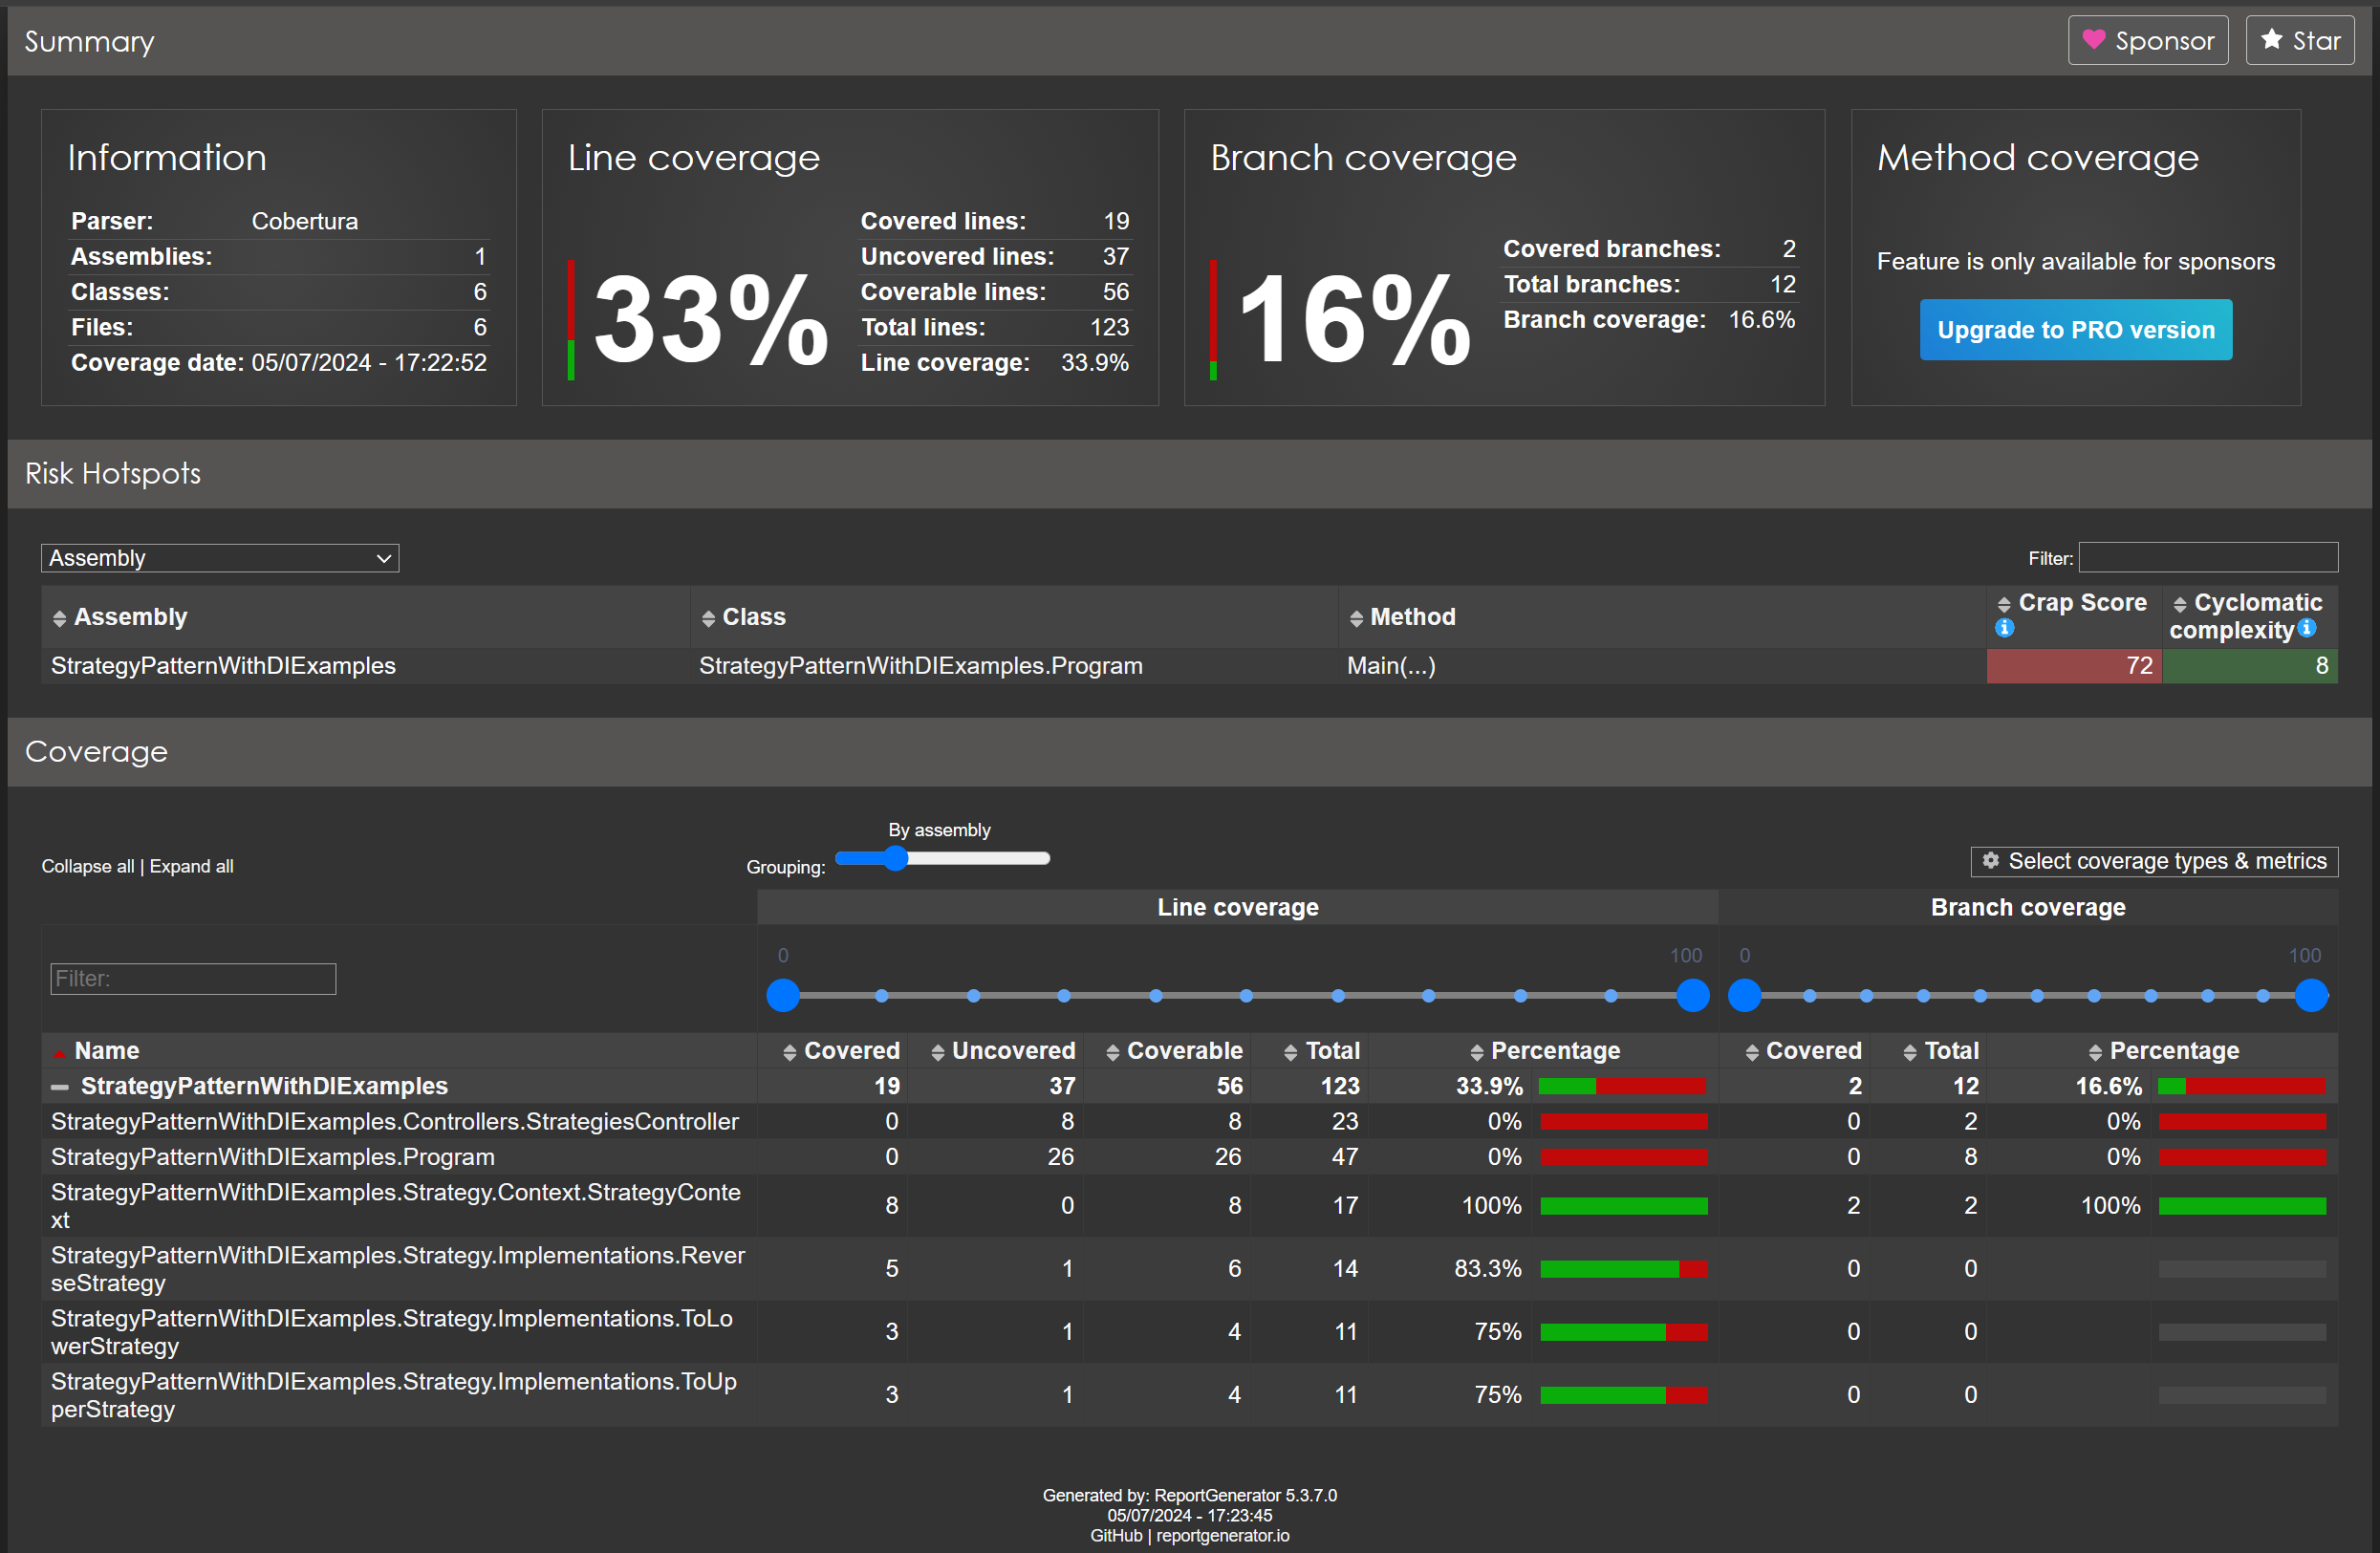 Summary
Sponsor
Star
Information
Parser: Cobertura
Assemblies: 1
Classes: 6
Files: 6
Coverage date: 05/07/2024 - 17:22:52
Line coverage
33%
Covered lines: 19
Uncovered lines: 37
Coverable lines: 56
Total lines: 123
Line coverage: 33.9%
Branch coverage
16%
Covered branches: 2
Total branches: 12
Branch coverage: 16.6%
Method coverage
Feature is only available for sponsors
Upgrade to PRO version
Risk Hotspots
Assembly
Filter:
Assembly Class Method Crap Score Cyclomatic
complexity
StrategyPatternWithDIExamples StrategyPatternWithDIExamples.Program Main(...) 72 8
Coverage
Collapse all | Expand all
By assembly
Grouping:
Select coverage types & metrics
Line coverage Branch coverage
Filter:
0 100 0 100
Name Covered Uncovered Coverable Total Percentage Covered Total Percentage
StrategyPatternWithDIExamples 19 37 56 123 33.9% 2 12 16.6%
StrategyPatternWithDIExamples.Controllers.StrategiesController 0 8 8 23 0% 0 2 0%
StrategyPatternWithDIExamples.Program 0 26 26 47 0% 0 8 0%
StrategyPatternWithDIExamples.Strategy.Context.StrategyConte
xt 8 0 8 17 100% 2 2 100%
StrategyPatternWithDIExamples.Strategy.Implementations.Rever
seStrategy 5 1 6 14 83.3% 0 0
StrategyPatternWithDIExamples.Strategy.Implementations.ToLo
werStrategy 3 1 4 11 75% 0 0
StrategyPatternWithDIExamples.Strategy.Implementations.ToUp
perStrategy 3 1 4 11 75% 0 0
Generated by: ReportGenerator 5.3.7.0
05/07/2024 - 17:23:45
GitHub | reportgenerator.io